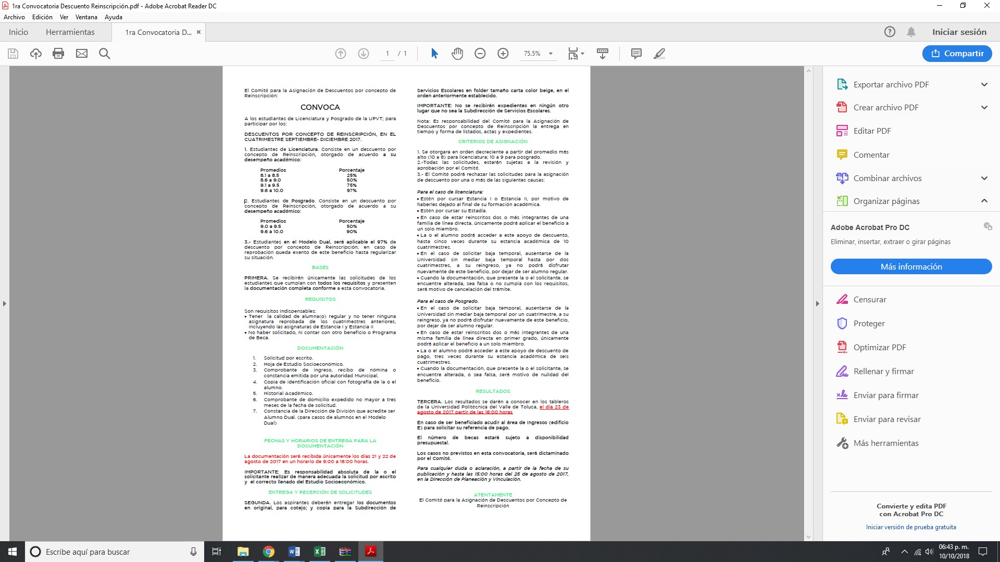 1ra Convocatoria Descuento Reinscripción.pdf - Adobe Acrobat Reader DC
Archivo Edición Ver Ventana Ayuda
Inicio Herramientas 1ra Convocatoria D... Iniciar sesión
1 / 1 75.5% Compartir
El Comité para la Asignación de Descuentos por concepto de
Reinscripción:
CONVOCA
A los estudiantes de Licenciatura y Posgrado de la UPVT; para
participar por los:
DESCUENTOS POR CONCEPTO DE REINSCRIPCIÓN, EN EL
CUATRIMESTRE SEPTIEMBRE- DICIEMBRE 2017.
1. Estudiantes de Licenciatura. Consiste en un descuento por
concepto de Reinscripción, otorgado de acuerdo a su
desempeño académico:
Promedios Porcentaje
8.1 a 8.5 25%
8.6 a 9.0 50%
9.1 a 9.5 75%
9.6 a 10.0 97%
2. Estudiantes de Posgrado. Consiste en un descuento por
concepto de Reinscripción, otorgado de acuerdo a su
desempeño académico:
Promedios Porcentaje
9.0 a 9.5 50%
9.6 a 10.0 90%
3.- Estudiantes en el Modelo Dual, será aplicable el 97% de
descuento por concepto de Reinscripción; en caso de
reprobación queda exento de este beneficio hasta regularizar
su situación.
BASES
PRIMERA. Se recibirán únicamente las solicitudes de los
estudiantes que cumplan con todos los requisitos y presenten
la documentación completa conforme a esta convocatoria.
REQUISITOS
Son requisitos indispensables:
• Tener la calidad de alumna(o) regular y no tener ninguna
asignatura reprobada de los cuatrimestres anteriores,
incluyendo las asignaturas de Estancia I y Estancia II
• No haber solicitado, ni contar con otro beneficio o Programa
de Beca.
DOCUMENTACIÓN
1. Solicitud por escrito.
2. Hoja de Estudio Socioeconómico.
3. Comprobante de ingreso, recibo de nómina o
constancia emitida por una autoridad Municipal.
4. Copia de identificación oficial con fotografía de la o el
alumno.
5. Historial Académico.
6. Comprobante de domicilio expedido no mayor a tres
meses de la fecha de solicitud.
7. Constancia de la Dirección de División que acredite ser
Alumno Dual. (para casos de alumnos en el Modelo
Dual)
FECHAS Y HORARIOS DE ENTREGA PARA LA
DOCUMENTACIÓN
La documentación será recibida únicamente los días 21 y 22 de
agosto de 2017 en un horario de 9:00 a 18:00 horas.
IMPORTANTE: Es responsabilidad absoluta de la o el
solicitante realizar de manera adecuada la solicitud por escrito
y el correcto llenado del Estudio Socioeconómico.
ENTREGA Y RECEPCIÓN DE SOLICITUDES
SEGUNDA. Los aspirantes deberán entregar los documentos
en original, para cotejo; y copia para la Subdirección de
Servicios Escolares en folder tamaño carta color beige, en el
orden anteriormente establecido.
IMPORTANTE: No se recibirán expedientes en ningún otro
lugar que no sea la Subdirección de Servicios Escolares.
Nota: Es responsabilidad del Comité para la Asignación de
Descuentos por concepto de Reinscripción la entrega en
tiempo y forma de listados, actas y expedientes.
CRITERIOS DE ASIGNACIÓN
1. Se otorgara en orden decreciente a partir del promedio más
alto (10 a 8) para licenciatura; 10 a 9 para posgrado.
2.-Todas las solicitudes, estarán sujetas a la revisión y
aprobación por el Comité.
3.- El Comité podrá rechazar las solicitudes para la asignación
de descuento por una o más de las siguientes causas:
Para el caso de licenciatura:
• Estén por cursar Estancia I o Estancia II, por motivo de
haberles dejado al final de su formación académica.
• Estén por cursar su Estadía.
• En caso de estar reinscritos dos o más integrantes de una
familia de línea directa, únicamente podrá aplicar el beneficio a
un solo miembro.
• La o el alumno podrá acceder a este apoyo de descuento,
hasta cinco veces durante su estancia académica de 10
cuatrimestres.
• En el caso de solicitar baja temporal, ausentarse de la
Universidad sin mediar baja temporal hasta por dos
cuatrimestres, a su reingreso, ya no podrá disfrutar
nuevamente de este beneficio, por dejar de ser alumno regular.
• Cuando la documentación, que presente la o el solicitante, se
encuentre alterada, sea falsa o no cumpla con los requisitos,
será motivo de cancelación del trámite.
Para el caso de Posgrado.
• En el caso de solicitar baja temporal, ausentarse de la
Universidad sin mediar baja temporal por un cuatrimestre, a su
reingreso, ya no podrá disfrutar nuevamente de este beneficio,
por dejar de ser alumno regular.
• En caso de estar reinscritos dos o más integrantes de una
misma familia de línea directa en primer grado, únicamente
podrá aplicar el beneficio a un solo miembro.
• La o el alumno podrá acceder a este apoyo de descuento de
pago, tres veces durante su estancia académica de seis
cuatrimestres.
• Cuando la documentación, que presente la o el solicitante, se
encuentre alterada, o sea falsa, será motivo de nulidad del
beneficio.
RESULTADOS
TERCERA. Los resultados se darán a conocer en los tableros
de la Universidad Politécnica del Valle de Toluca, el día 23 de
agosto de 2017 partir de las 16:00 horas
En caso de ser beneficiado acudir al área de Ingresos (edificio
E) para solicitar su referencia de pago.
El número de becas estará sujeto a disponibilidad
presupuestal.
Los casos no previstos en esta convocatoria, será dictaminado
por el Comité.
Para cualquier duda o aclaración, a partir de la fecha de su
publicación y hasta las 15:00 horas del 25 de agosto de 2017,
en la Dirección de Planeación y Vinculación.
ATENTAMENTE
El Comité para la Asignación de Descuentos por Concepto de
Reinscripción
Exportar archivo PDF
Crear archivo PDF
Editar PDF
Comentar
Combinar archivos
Organizar páginas
Adobe Acrobat Pro DC
Eliminar, insertar, extraer o girar páginas
Más información
Censurar
Proteger
Optimizar PDF
Rellenar y firmar
Enviar para firmar
Enviar para revisar
Más herramientas
Convierte y edita PDF
con Acrobat Pro DC
Iniciar versión de prueba gratuita
Escribe aquí para buscar
06:43 p. m.
10/10/2018